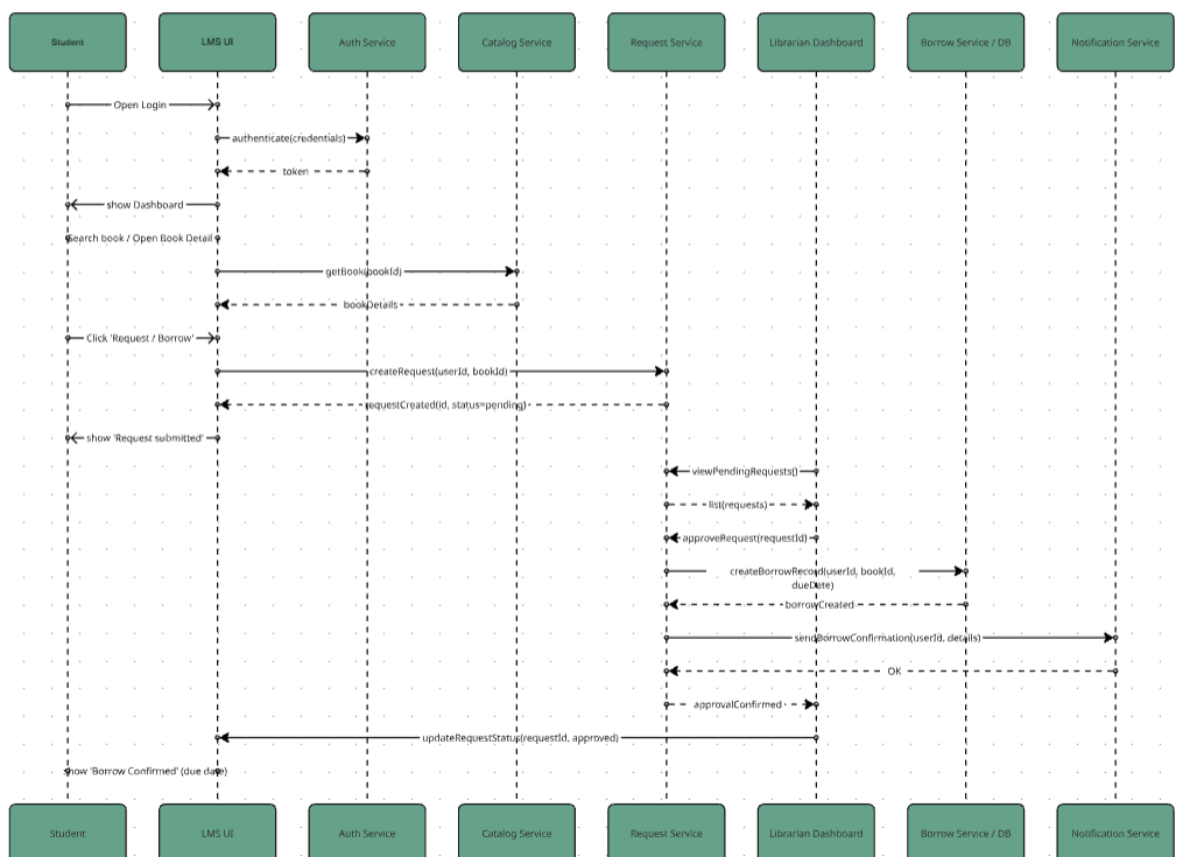 Student
LMS UI
Auth Service
Catalog Service
Request Service
Librarian Dashboard
Borrow Service / DB
Notification Service
Open Login
authenticate(credentials)
token
show Dashboard
Search book / Open Book Detail
getBook(bookId)
bookDetails
Click 'Request / Borrow'
createRequest(userId, bookId)
requestCreated(id, status=pending)
show 'Request submitted'
viewPendingRequests()
list(requests)
approveRequest(requestId)
createBorrowRecord(userId, bookId,
dueDate)
borrowCreated
sendBorrowConfirmation(userId, details)
OK
approvalConfirmed
updateRequestStatus(requestId, approved)
show 'Borrow Confirmed' (due date)
Student
LMS UI
Auth Service
Catalog Service
Request Service
Librarian Dashboard
Borrow Service / DB
Notification Service